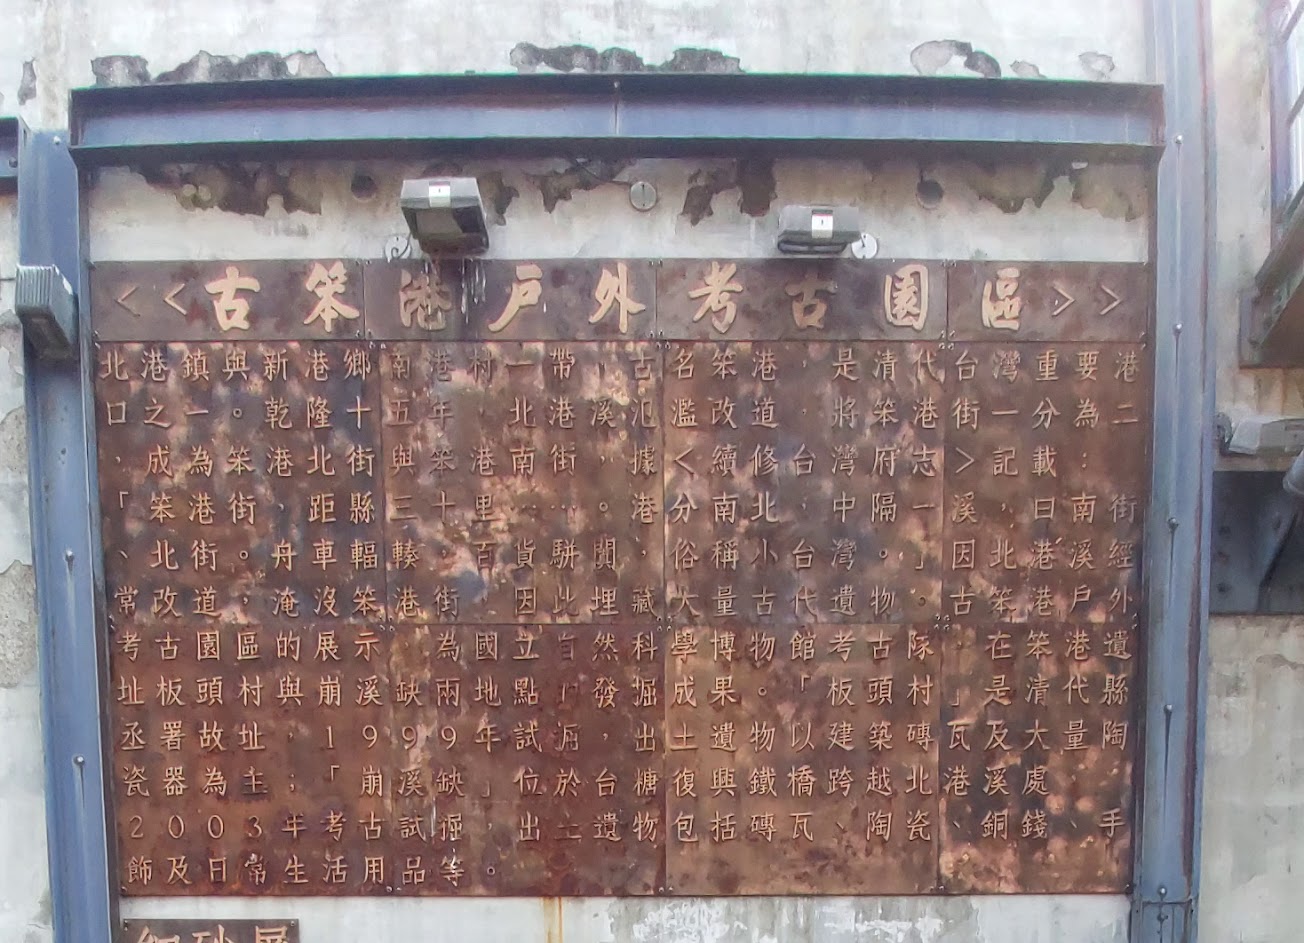 <<古笨港戶外考古園區>>
北港鎮與新港鄉南港村一帶，古名笨港，是清代台灣重要港
口之一。乾隆十五年，北港溪氾濫改道，將笨港街一分為二
，成為笨港北街與笨港南街，據<續修台灣府志>記載：
「笨港街，距縣三十里，南…。港分南北，中隔一溪，曰南街
、北街。舟車輻輳，百貨駢闐，俗稱小台灣。」因北港溪經
常改道，淹沒笨港街，因此埋藏大量古代遺物。古笨港戶外
考古園區的展示，為國立自然科學博物館考古隊，在笨港遺
址板頭村與崩溪缺兩地點的發掘成果。「板頭村」是清代縣
丞署故址，1999年試掘，出土遺物以建築磚瓦及大量陶
瓷器為主；「崩溪缺」位於台糖復興鐵橋跨越北港溪處
2003年考古試掘出土遺物包括磚瓦、陶瓷、銅錢、手
飾及日常生活用品等。